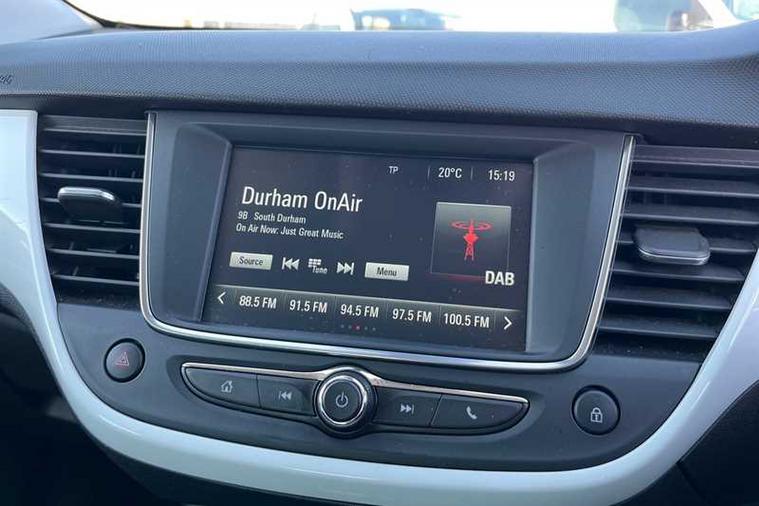 TP 20°C 15:19
Durham OnAir
9B South Durham
On Air Now: Just Great Music
Source Tune Menu
DAB
88.5 FM 91.5 FM 94.5 FM 97.5 FM 100.5 FM